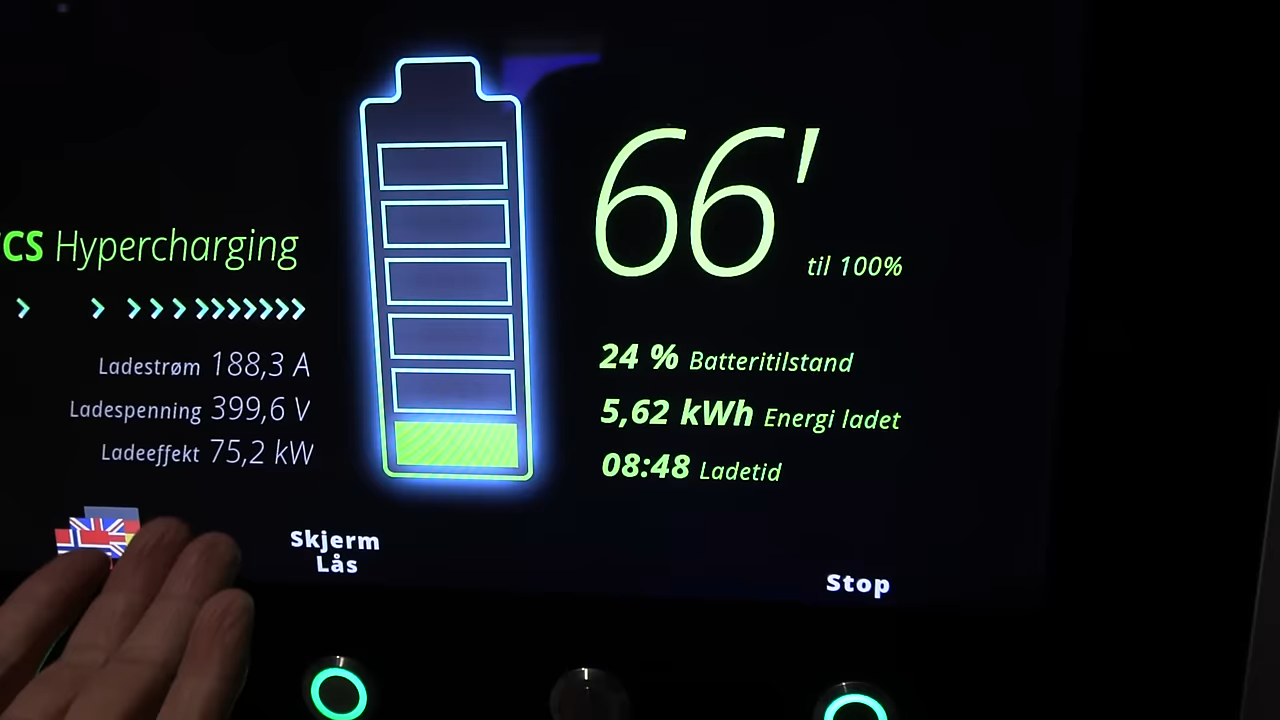 CS Hypercharging
Ladestrøm 188,3 A
Ladespenning 399,6 V
Ladeeffekt 75,2 kW
66'
til 100%
24 % Batteritilstand
5,62 kWh Energi ladet
08:48 Ladetid
Skjerm
Lås
Stop